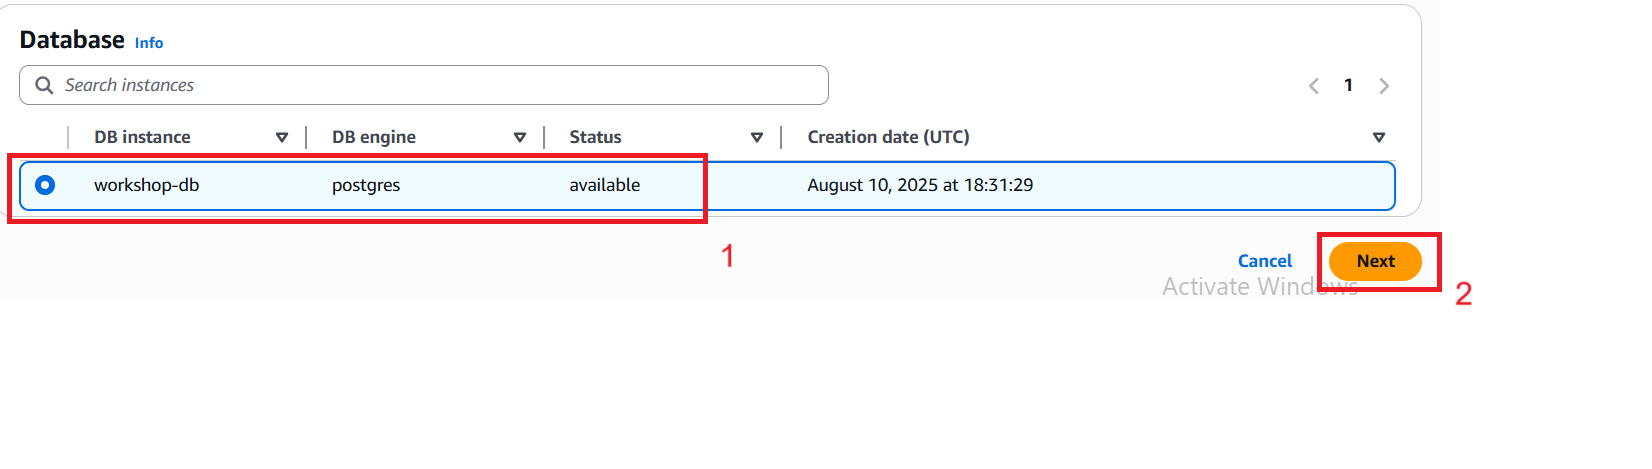 Database Info
Search instances
1
DB instance DB engine Status Creation date (UTC)
workshop-db postgres available August 10, 2025 at 18:31:29
1
Cancel Next
Activate Windows
2